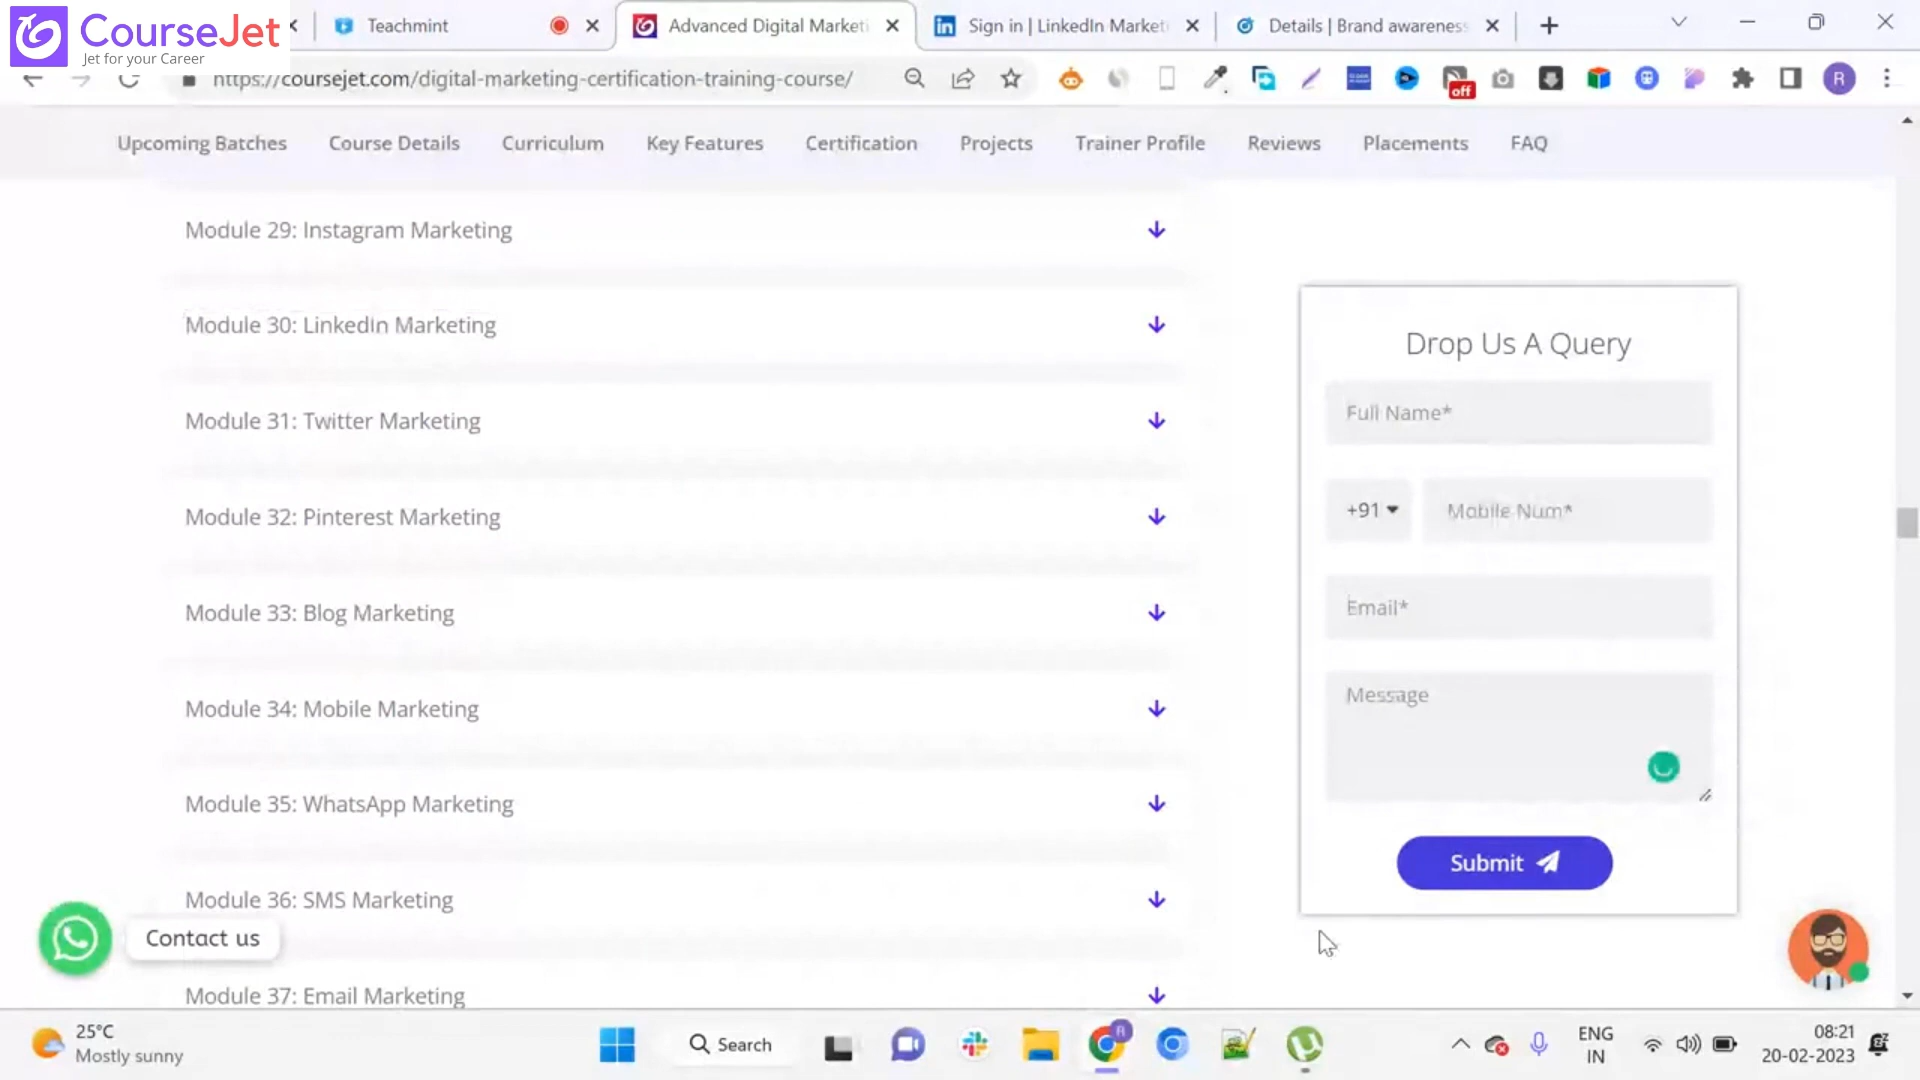 CourseJet
Jet for your Career
Teachmint
Advanced Digital Marketi
Sign in | LinkedIn Marketi
Details | Brand awareness
https://coursejet.com/digital-marketing-certification-training-course/
off
R
Upcoming Batches
Course Details
Curriculum
Key Features
Certification
Projects
Trainer Profile
Reviews
Placements
FAQ
Module 29: Instagram Marketing
Module 30: LinkedIn Marketing
Module 31: Twitter Marketing
Module 32: Pinterest Marketing
Module 33: Blog Marketing
Module 34: Mobile Marketing
Module 35: WhatsApp Marketing
Module 36: SMS Marketing
Module 37: Email Marketing
Drop Us A Query
Full Name*
+91
Mobile Num*
Email*
Message
Submit
Contact us
25°C
Mostly sunny
Search
R
ENG
IN
08:21
20-02-2023